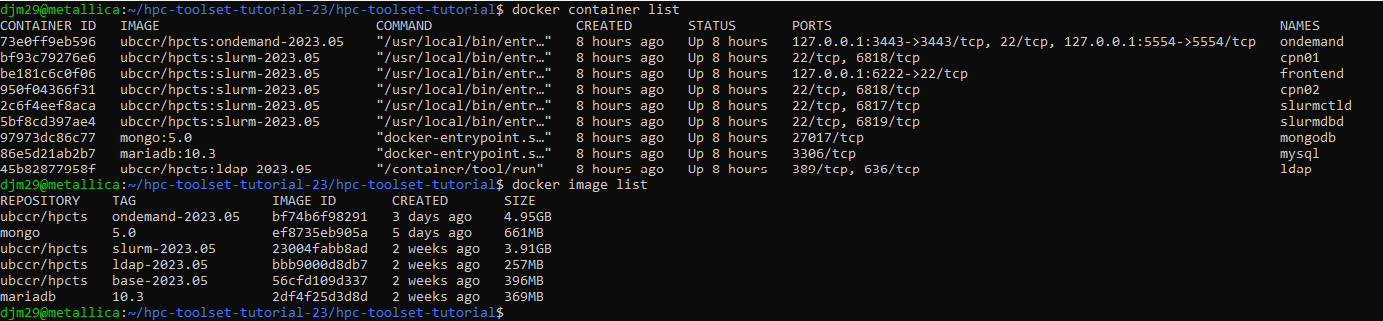 djm29@metallica:~/hpc-toolset-tutorial-23/hpc-toolset-tutorial$ docker container list
CONTAINER ID   IMAGE                          COMMAND                  CREATED       STATUS       PORTS                                                      NAMES
73e0ff9eb596   ubccr/hpcts:ondemand-2023.05   "/usr/local/bin/entr…"   8 hours ago   Up 8 hours   127.0.0.1:3443->3443/tcp, 22/tcp, 127.0.0.1:5554->5554/tcp   ondemand
bf93c79276e6   ubccr/hpcts:slurm-2023.05      "/usr/local/bin/entr…"   8 hours ago   Up 8 hours   22/tcp, 6818/tcp                                           cpn01
be181c6c0f06   ubccr/hpcts:slurm-2023.05      "/usr/local/bin/entr…"   8 hours ago   Up 8 hours   127.0.0.1:6222->22/tcp                                     frontend
950f04366f31   ubccr/hpcts:slurm-2023.05      "/usr/local/bin/entr…"   8 hours ago   Up 8 hours   22/tcp, 6818/tcp                                           cpn02
2c6f4eef8aca   ubccr/hpcts:slurm-2023.05      "/usr/local/bin/entr…"   8 hours ago   Up 8 hours   22/tcp, 6817/tcp                                           slurmctld
5bf8cd397ae4   ubccr/hpcts:slurm-2023.05      "/usr/local/bin/entr…"   8 hours ago   Up 8 hours   22/tcp, 6819/tcp                                           slurmdbd
97973dc86c77   mongo:5.0                      "docker-entrypoint.s…"   8 hours ago   Up 8 hours   27017/tcp                                                  mongodb
86e5d21ab2b7   mariadb:10.3                   "docker-entrypoint.s…"   8 hours ago   Up 8 hours   3306/tcp                                                   mysql
45b82877958f   ubccr/hpcts:ldap-2023.05       "/container/tool/run"    8 hours ago   Up 8 hours   389/tcp, 636/tcp                                           ldap
djm29@metallica:~/hpc-toolset-tutorial-23/hpc-toolset-tutorial$ docker image list
REPOSITORY    TAG                IMAGE ID       CREATED       SIZE
ubccr/hpcts   ondemand-2023.05   bf74b6f98291   3 days ago    4.95GB
mongo         5.0                ef8735eb905a   5 days ago    661MB
ubccr/hpcts   slurm-2023.05      23004fabb8ad   2 weeks ago   3.91GB
ubccr/hpcts   ldap-2023.05       bbb9000d8db7   2 weeks ago   257MB
ubccr/hpcts   base-2023.05       56cfd109d337   2 weeks ago   396MB
mariadb       10.3               2df4f25d3d8d   2 weeks ago   369MB
djm29@metallica:~/hpc-toolset-tutorial-23/hpc-toolset-tutorial$